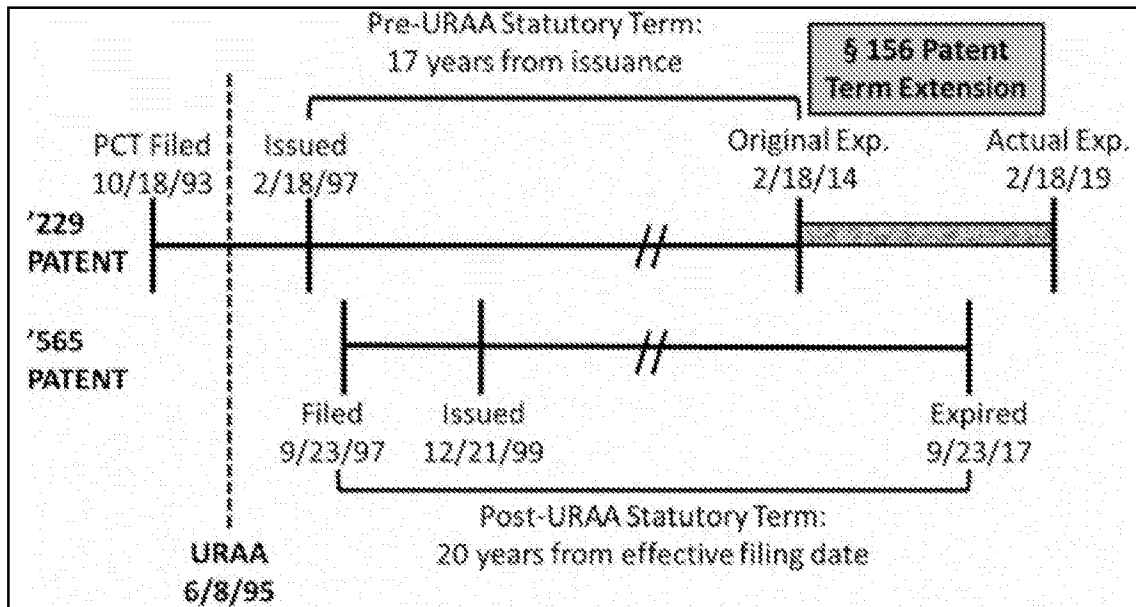 Pre-URAA Statutory Term:
17 years from issuance
§ 156 Patent
Term Extension
PCT Filed
10/18/93
Issued
2/18/97
Original Exp.
2/18/14
Actual Exp.
2/18/19
'229
PATENT
'565
PATENT
Filed
9/23/97
Issued
12/21/99
Expired
9/23/17
Post-URAA Statutory Term:
20 years from effective filing date
URAA
6/8/95